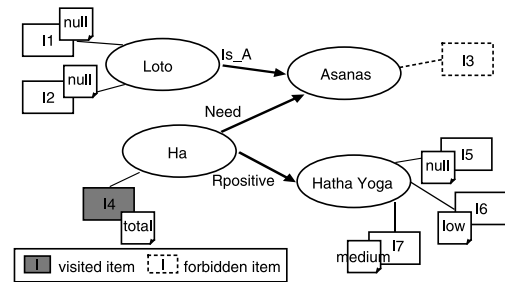 null
I1
Is_A
Loto
null
I2
Asanas
I3
Need
Ha
Rpositive
Hatha Yoga
I5
null
I4
total
I6
low
I7
medium
I visited item
I forbidden item